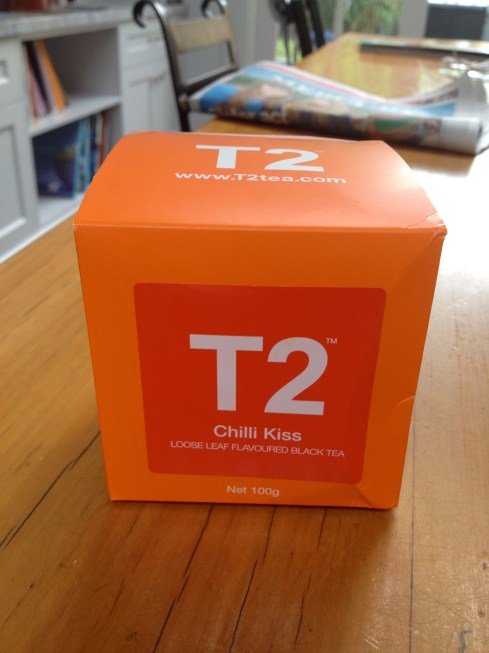 T2
www.T2tea.com
T2™
Chilli Kiss
LOOSE LEAF FLAVOURED BLACK TEA
Net 100g